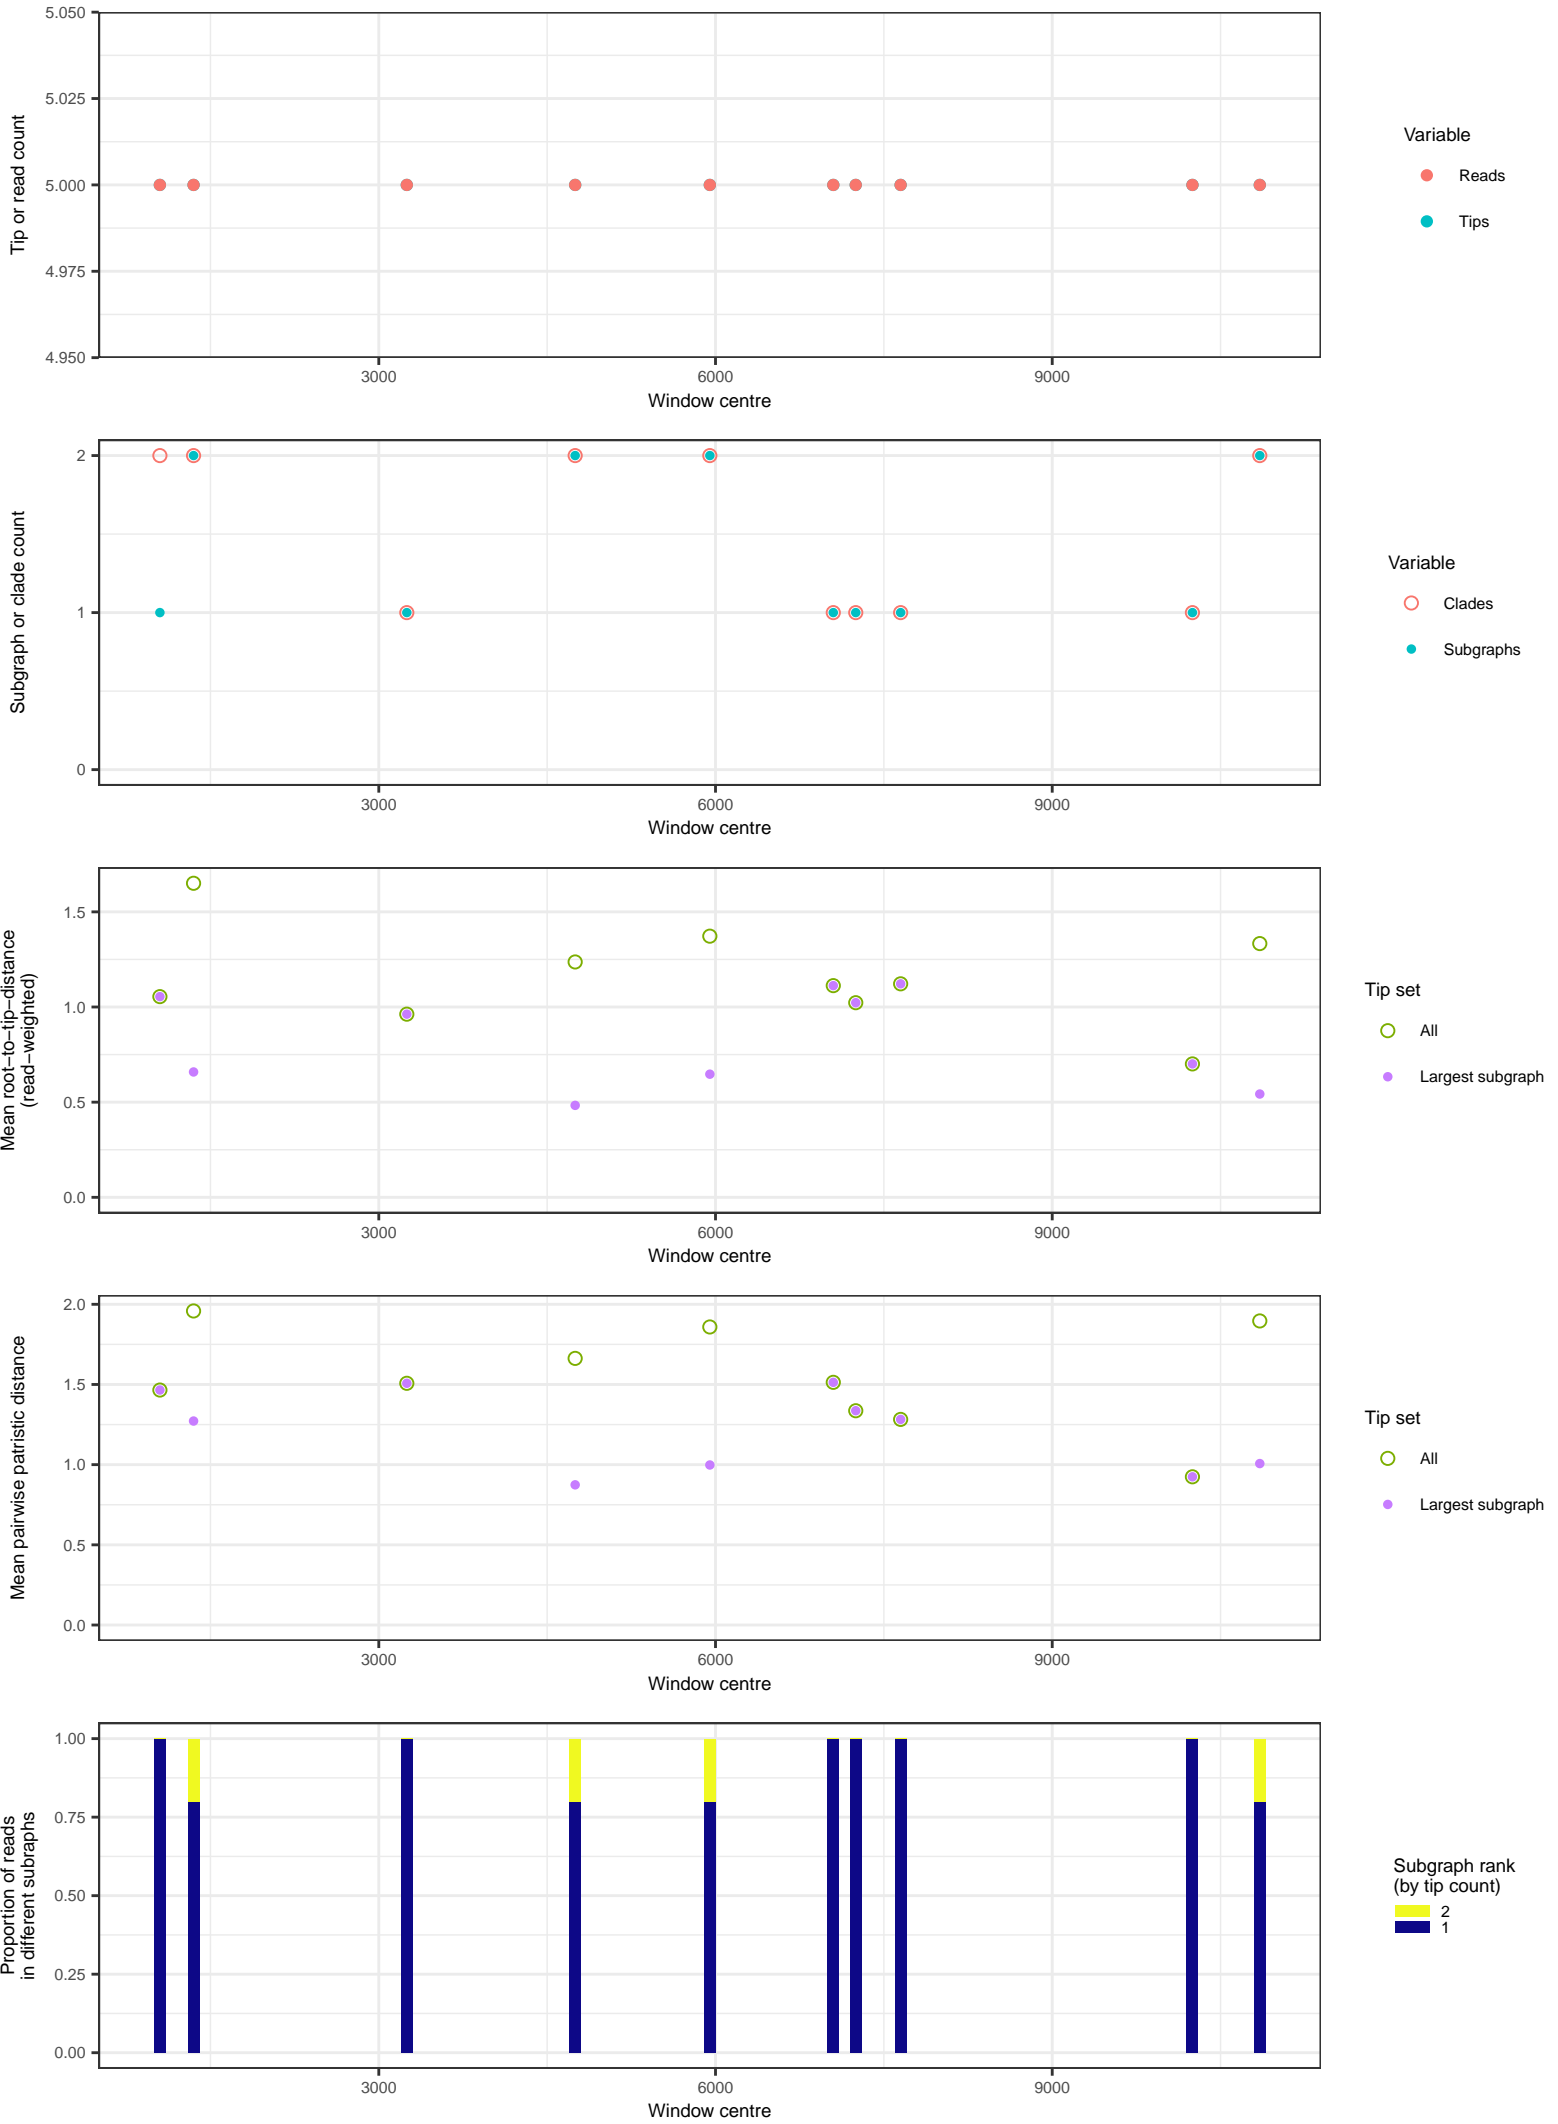 5.050
5.025
5.000
4.975
4.950
Tip or read count
3000
6000
9000
Window centre
Variable
Reads
Tips
2
1
0
Subgraph or clade count
3000
6000
9000
Window centre
Variable
Clades
Subgraphs
1.5
1.0
0.5
0.0
Mean root−to−tip−distance
(read−weighted)
3000
6000
9000
Window centre
Tip set
All
Largest subgraph
2.0
1.5
1.0
0.5
0.0
Mean pairwise patristic distance
3000
6000
9000
Window centre
Tip set
All
Largest subgraph
1.00
0.75
0.50
0.25
0.00
Proportion of reads
in different subraphs
3000
6000
9000
Window centre
Subgraph rank
(by tip count)
2
1